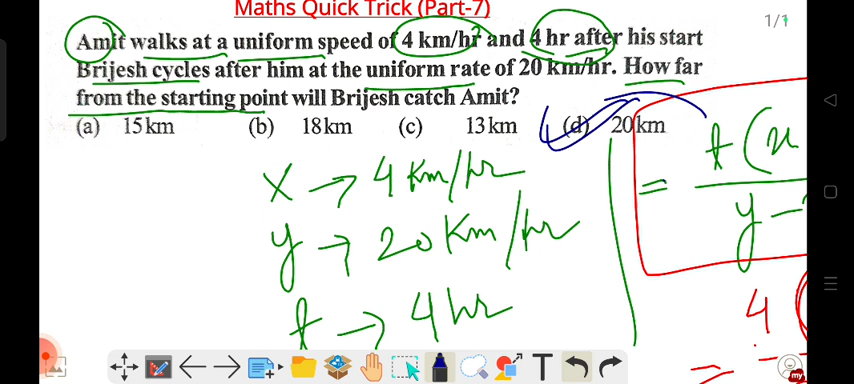 Maths Quick Trick (Part-7)
1/1
Amit walks at a uniform speed of 4 km/hr and 4 hr after his start
Brijesh cycles after him at the uniform rate of 20 km/hr. How far
from the starting point will Brijesh catch Amit?
(a) 15 km (b) 18 km (c) 13 km (d) 20 km
x → 4 Km/hr
y → 20 Km/hr
t → 4 hr
= t(x
y -
4
=
T
my